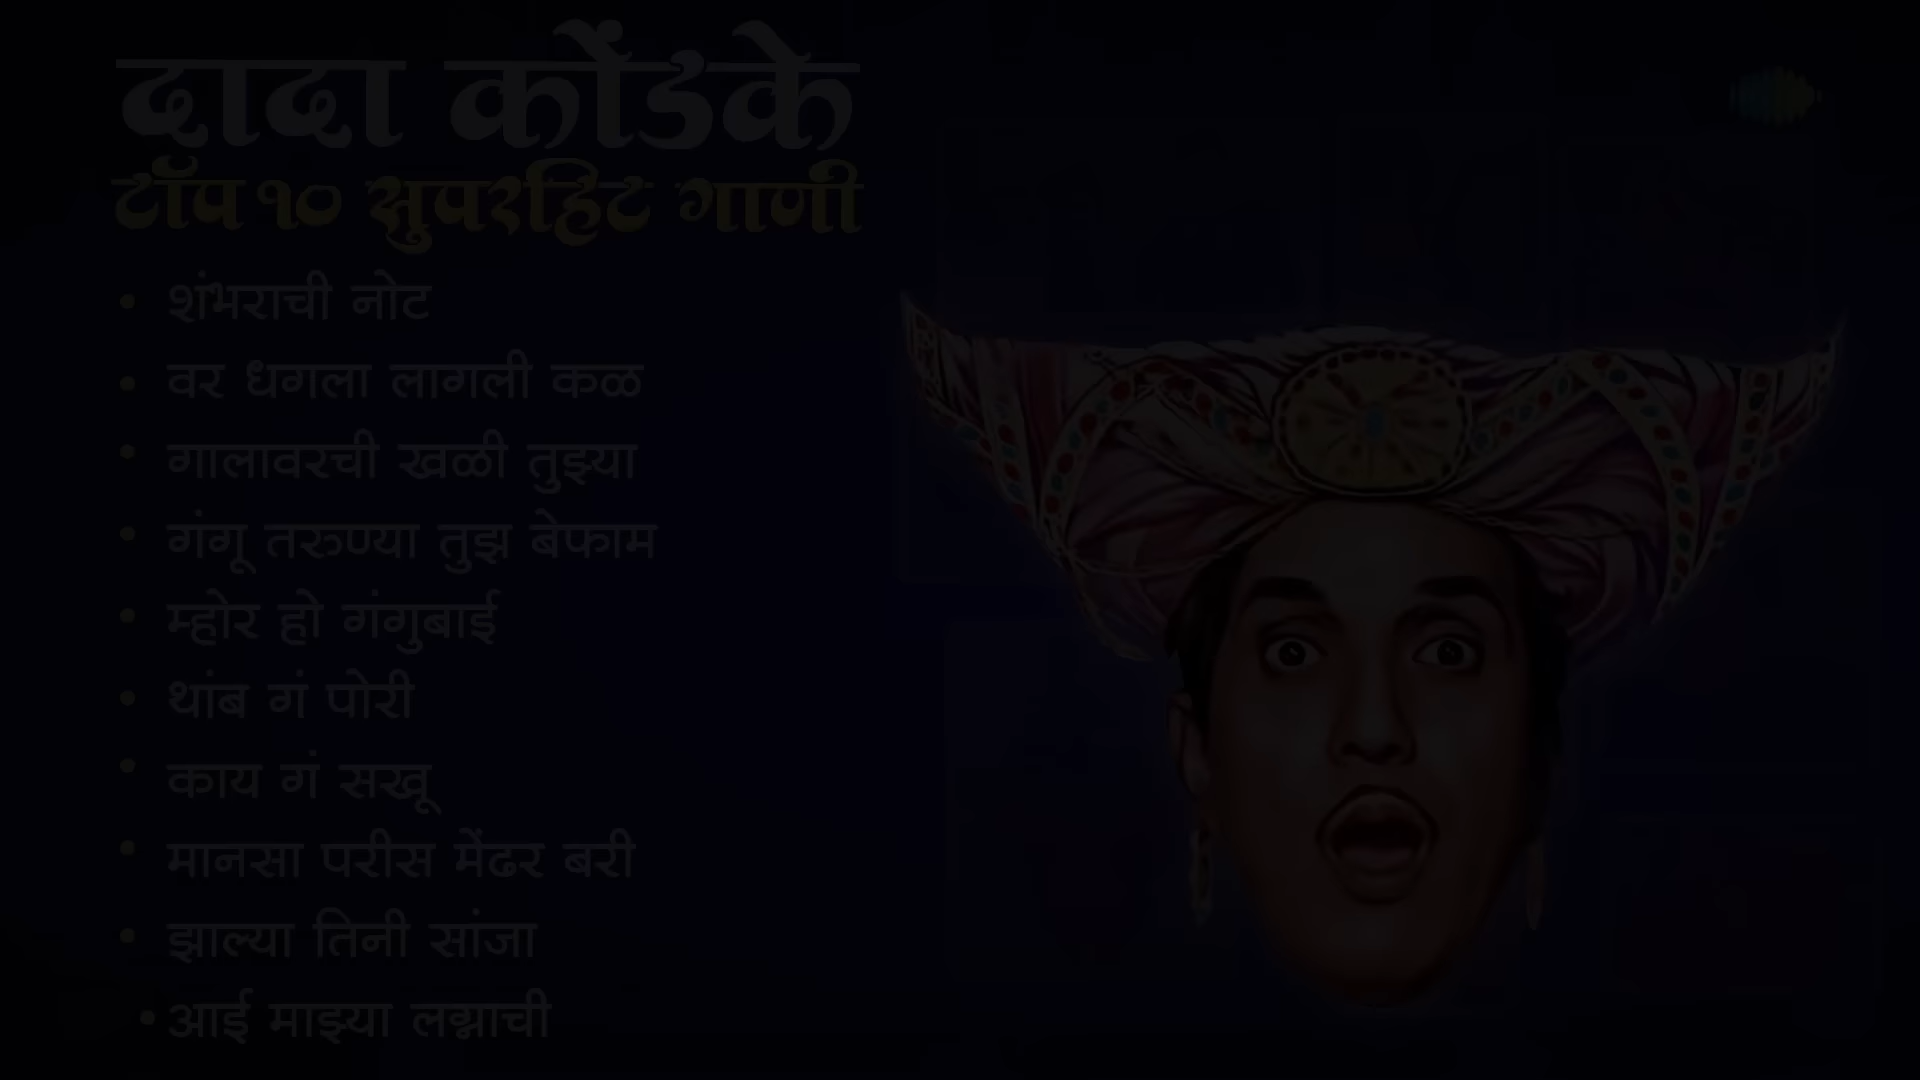 दादा कोंडके
टॉप १० सुपरहिट गाणी
• शंभराची नोट
• वर धगला लागली कळ
• गालावरची खळी तुझ्या
• गंगू तरुण्या तुझ बेफाम
• म्होर हो गंगुबाई
• थांब गं पोरी
• काय गं सखू
• मानसा परीस मेंढर बरी
• झाल्या तिनी सांजा
• आई माझ्या लग्नाची